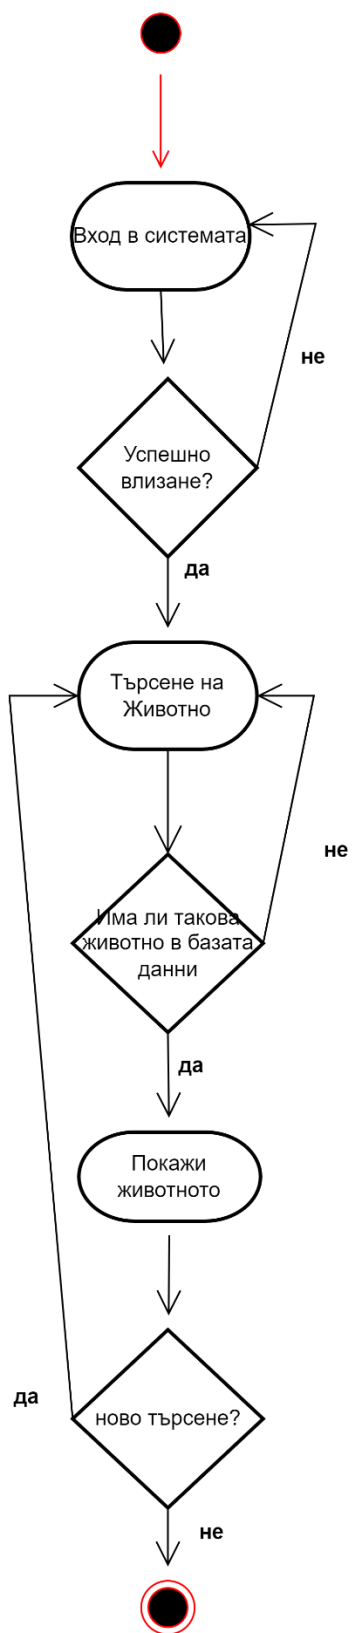 Вход в системата
не
Успешно
влизане?
да
Търсене на
Животно
не
Има ли такова
животно в базата
данни
да
Покажи
животното
да
ново търсене?
не